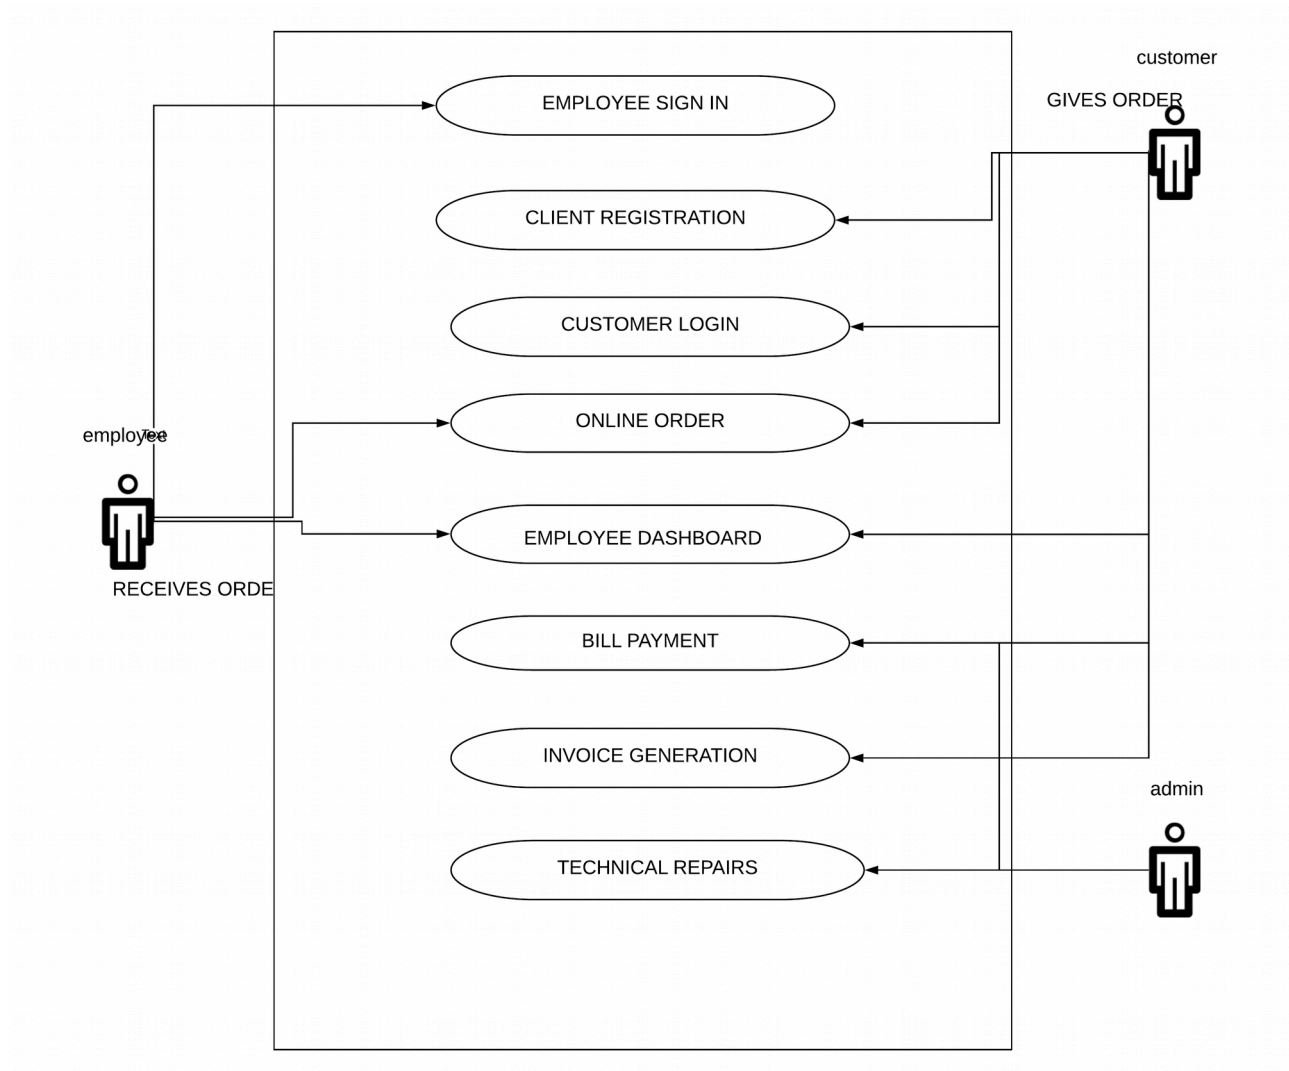 customer
GIVES ORDER
EMPLOYEE SIGN IN
CLIENT REGISTRATION
CUSTOMER LOGIN
ONLINE ORDER
employee
Text
EMPLOYEE DASHBOARD
RECEIVES ORDE
BILL PAYMENT
INVOICE GENERATION
admin
TECHNICAL REPAIRS